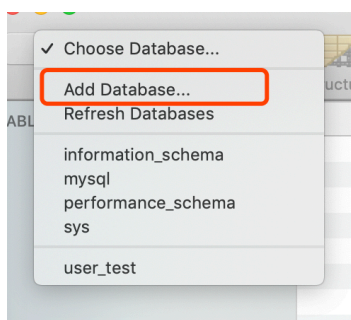 ✓ Choose Database...
Add Database...
Refresh Databases
information_schema
mysql
performance_schema
sys
user_test